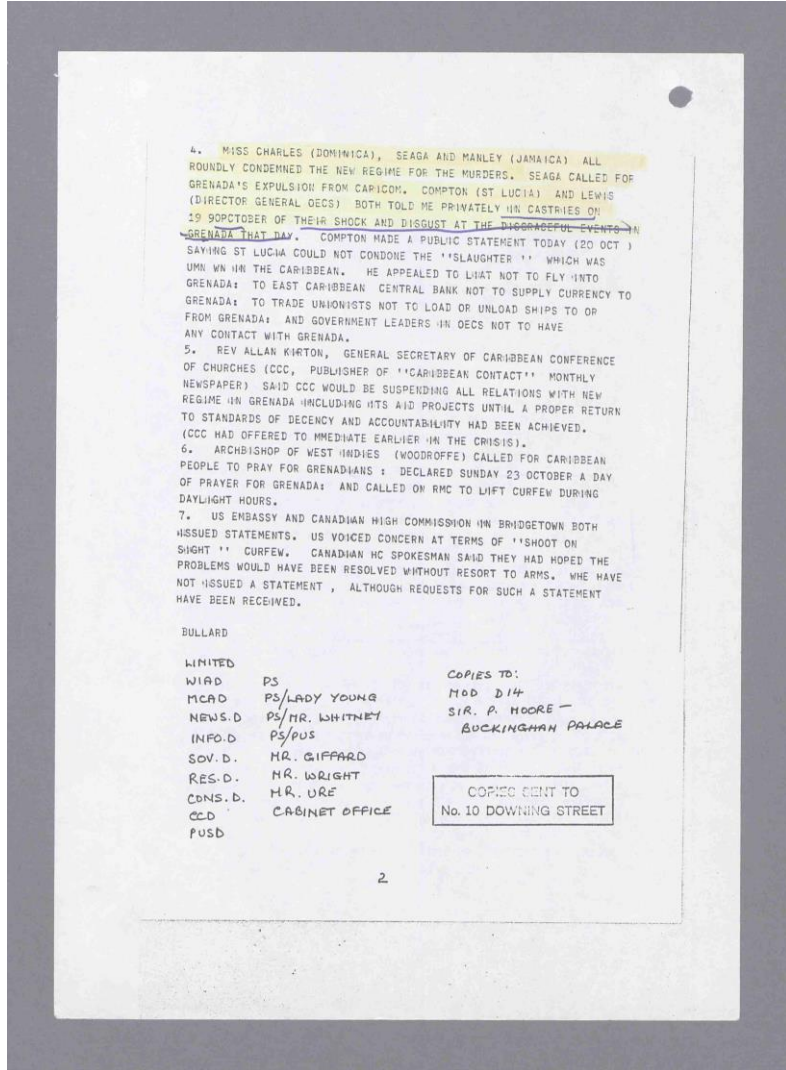 4. MISS CHARLES (DOMINICA), SEAGA AND MANLEY (JAMAICA) ALL
ROUNDLY CONDEMNED THE NEW REGIME FOR THE MURDERS. SEAGA CALLED FOR
GRENADA'S EXPULSION FROM CARICOM. COMPTON (ST LUCIA) AND LEWIS
(DIRECTOR GENERAL OECS) BOTH TOLD ME PRIVATELY IN CASTRIES ON
19 9OPCTOBER OF THEIR SHOCK AND DISGUST AT THE DISGRACEFUL EVENTS IN
GRENADA THAT DAY. COMPTON MADE A PUBLIC STATEMENT TODAY (20 OCT )
SAYING ST LUCIA COULD NOT CONDONE THE ''SLAUGHTER '' WHICH WAS
UMN WN IN THE CARIBBEAN. HE APPEALED TO LIAT NOT TO FLY INTO
GRENADA: TO EAST CARIBBEAN CENTRAL BANK NOT TO SUPPLY CURRENCY TO
GRENADA: TO TRADE UNIONISTS NOT TO LOAD OR UNLOAD SHIPS TO OR
FROM GRENADA: AND GOVERNMENT LEADERS IN OECS NOT TO HAVE
ANY CONTACT WITH GRENADA.
5. REV ALLAN KIRTON, GENERAL SECRETARY OF CARIBBEAN CONFERENCE
OF CHURCHES (CCC, PUBLISHER OF ''CARIBBEAN CONTACT'' MONTHLY
NEWSPAPER) SAID CCC WOULD BE SUSPENDING ALL RELATIONS WITH NEW
REGIME IN GRENADA INCLUDING ITS AID PROJECTS UNTIL A PROPER RETURN
TO STANDARDS OF DECENCY AND ACCOUNTABILITY HAD BEEN ACHIEVED.
(CCC HAD OFFERED TO MMEDIATE EARLIER IN THE CRISIS).
6. ARCHBISHOP OF WEST INDIES (WOODROFFE) CALLED FOR CARIBBEAN
PEOPLE TO PRAY FOR GRENADIANS : DECLARED SUNDAY 23 OCTOBER A DAY
OF PRAYER FOR GRENADA: AND CALLED ON RMC TO LIFT CURFEW DURING
DAYLIGHT HOURS.
7. US EMBASSY AND CANADIAN HIGH COMMISSION IN BRIDGETOWN BOTH
ISSUED STATEMENTS. US VOICED CONCERN AT TERMS OF ''SHOOT ON
SIGHT '' CURFEW. CANADIAN HC SPOKESMAN SAID THEY HAD HOPED THE
PROBLEMS WOULD HAVE BEEN RESOLVED WITHOUT RESORT TO ARMS. WHE HAVE
NOT ISSUED A STATEMENT , ALTHOUGH REQUESTS FOR SUCH A STATEMENT
HAVE BEEN RECEIVED.
BULLARD
LIMITED
WIAD
MCAD
NEWS.D
INFO.D
SOV.D.
RES.D.
CONS.D.
CCD
PUSD
PS
PS/LADY YOUNG
PS/MR. WHITNEY
PS/PUS
MR. GIFFARD
MR. WRIGHT
MR. URE
CABINET OFFICE
COPIES TO:
MOD D14
SIR. P. MOORE —
BUCKINGHAN PALACE
COPIES SENT TO
No. 10 DOWNING STREET
2